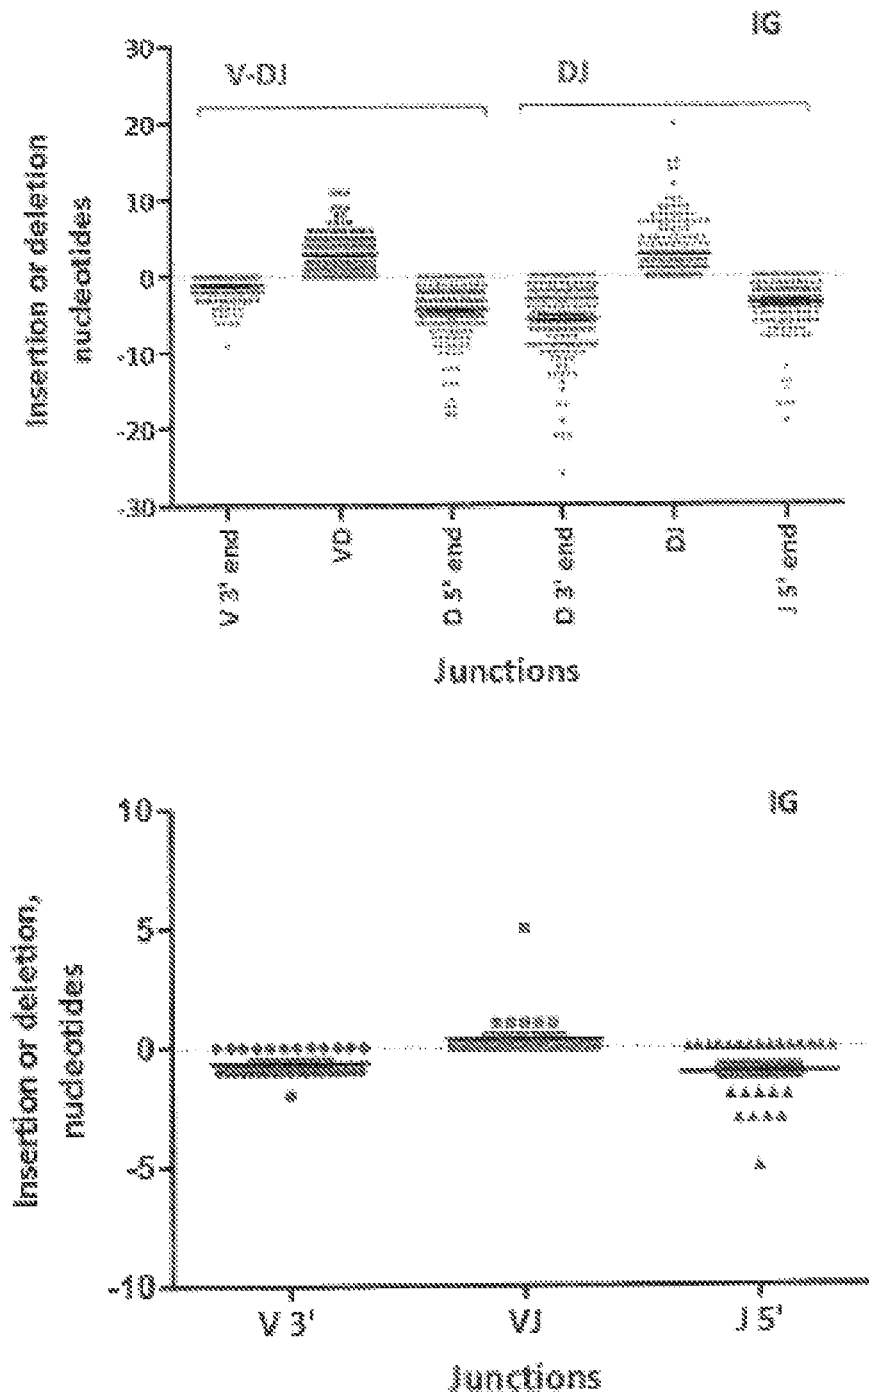 IG
30
V-DJ
DJ
20
10
0
-10
-20
-30
Insertion or deletion
nucleotides
V 3' end
VD
D 5' end
D 3' end
DJ
J 5' end
Junctions
IG
10
5
0
-5
-10
Insertion or deletion,
nucleotides
V 3'
VJ
J 5'
Junctions